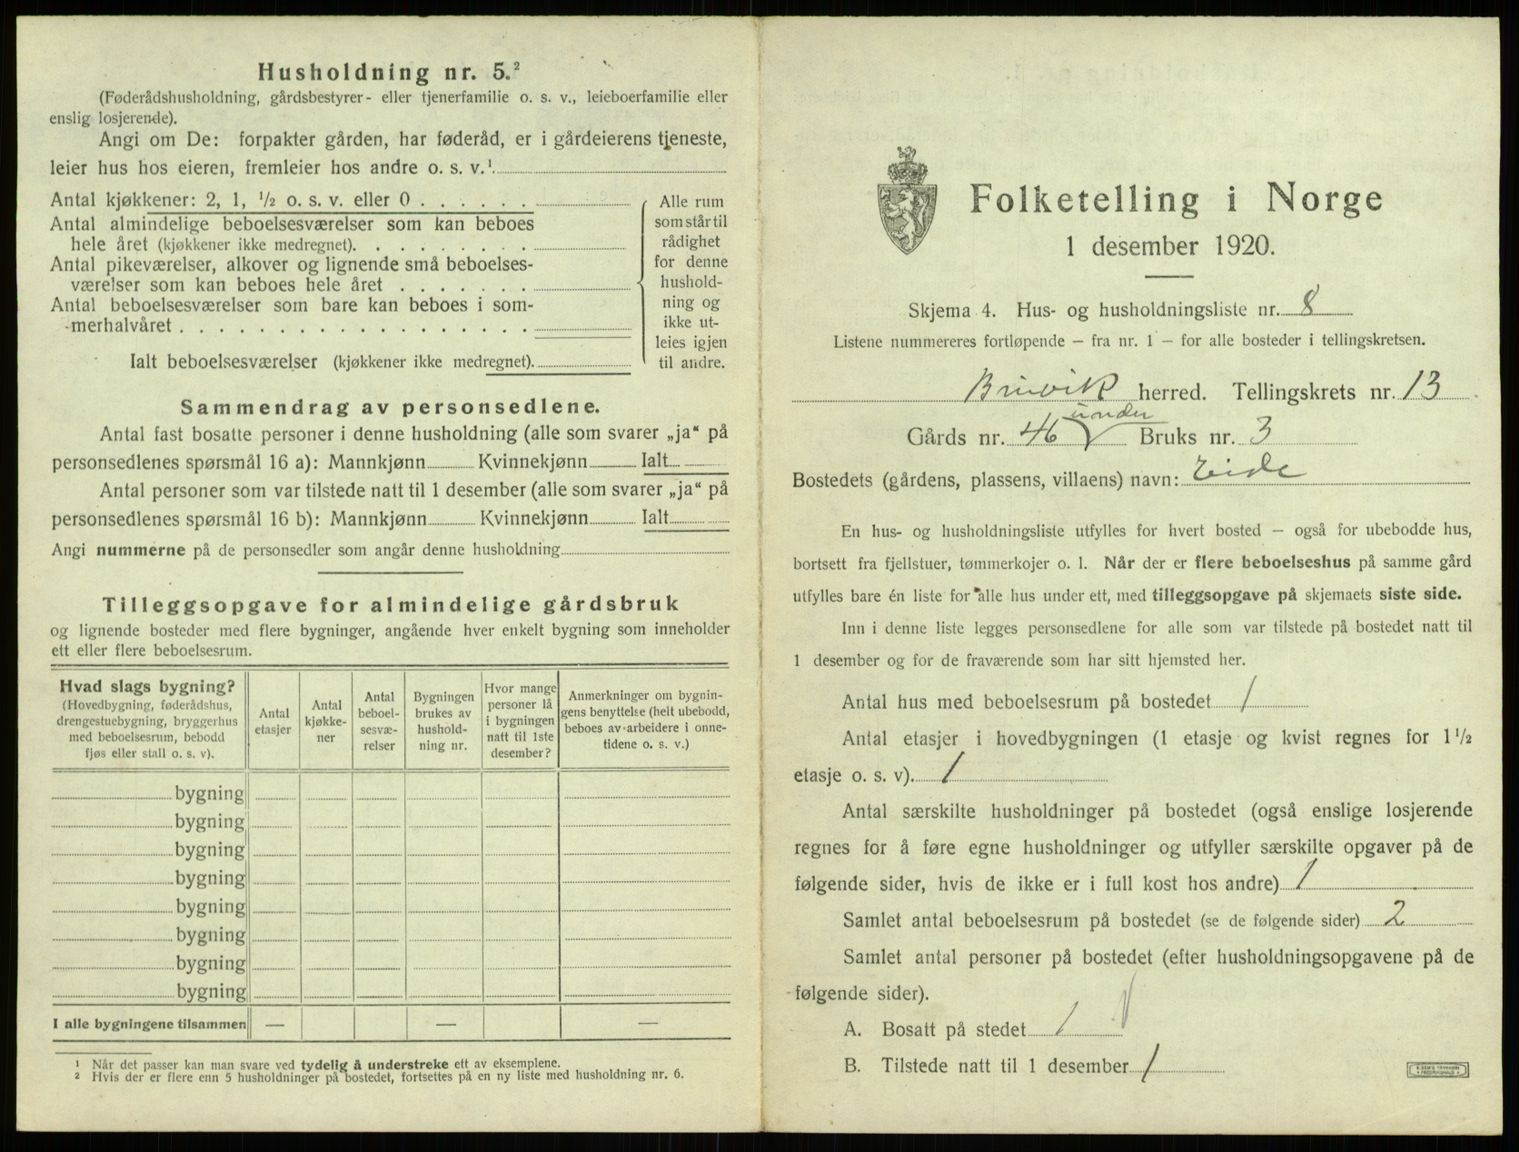 Husholdning nr. 5.²
(Føderådshusholdning, gårdsbestyrer- eller tjenerfamilie o. s. v., leieboerfamilie eller
enslig losjerende).
Angi om De: forpakter gården, har føderåd, er i gårdeierens tjeneste,
leier hus hos eieren, fremleier hos andre o. s. v.¹
Antal kjøkkener: 2, 1, ½ o. s. v. eller 0
Antal almindelige beboelsesværelser som kan beboes
hele året (kjøkkener ikke medregnet).
Antal pikeværelser, alkover og lignende små beboelses-
værelser som kan beboes hele året
Antal beboelsesværelser som bare kan beboes i som-
merhalvåret
Ialt beboelsesværelser (kjøkkener ikke medregnet).
Alle rum
som står til
rådighet
for denne
hushold-
ning og
ikke ut-
leies igjen
til andre.
Sammendrag av personsedlene.
Antal fast bosatte personer i denne husholdning (alle som svarer „ja“ på
personsedlenes spørsmål 16 a): Mannkjønn Kvinnekjønn Ialt
Antal personer som var tilstede natt til 1 desember (alle som svarer „ja“ på
personsedlenes spørsmål 16 b): Mannkjønn Kvinnekjønn Ialt
Angi nummerne på de personsedler som angår denne husholdning
Tilleggsopgave for almindelige gårdsbruk
og lignende bosteder med flere bygninger, angående hver enkelt bygning som inneholder
ett eller flere beboelsesrum.
Hvad slags bygning?
(Hovedbygning, føderådshus,
drengestuebygning, bryggerhus
med beboelsesrum, bebodd
fjøs eller stall o. s. v).
Antal
etasjer
Antal
kjøkke-
ner
Antal
beboel-
sesvæ-
relser
Bygningen
brukes av
hushold-
ning nr.
Hvor mange
personer lå
i bygningen
natt til 1ste
desember?
Anmerkninger om bygnin-
gens benyttelse (helt ubebodd,
beboes av arbeidere i onne-
tidene o. s. v.)
bygning
bygning
bygning
bygning
bygning
bygning
bygning
bygning
I alle bygningene tilsammen — — —
¹ Når det passer kan man svare ved tydelig å understreke ett av eksemplene.
² Hvis der er flere enn 5 husholdninger på bostedet, fortsettes på en ny liste med husholdning nr. 6.
Folketelling i Norge
1 desember 1920.
Skjema 4. Hus- og husholdningsliste nr. 8
Listene nummereres fortløpende – fra nr. 1 – for alle bosteder i tellingskretsen.
herred. Tellingskrets nr. 13
under
Gårds nr. 46 Bruks nr. 3
Bostedets (gårdens, plassens, villaens) navn: Eide
En hus- og husholdningsliste utfylles for hvert bosted – også for ubebodde hus,
bortsett fra fjellstuer, tømmerkojer o. l. Når der er flere beboelseshus på samme gård
utfylles bare én liste for alle hus under ett, med tilleggsopgave på skjemaets siste side.
Inn i denne liste legges personsedlene for alle som var tilstede på bostedet natt til
1 desember og for de fraværende som har sitt hjemsted her.
Antal hus med beboelsesrum på bostedet 1
Antal etasjer i hovedbygningen (1 etasje og kvist regnes for 1½
etasje o. s. v). 1
Antal særskilte husholdninger på bostedet (også enslige losjerende
regnes for å føre egne husholdninger og utfyller særskilte opgaver på de
følgende sider, hvis de ikke er i full kost hos andre) 1
Samlet antal beboelsesrum på bostedet (se de følgende sider) 2
Samlet antal personer på bostedet (efter husholdningsopgavene på de
følgende sider).
A. Bosatt på stedet 1
B. Tilstede natt til 1 desember 1